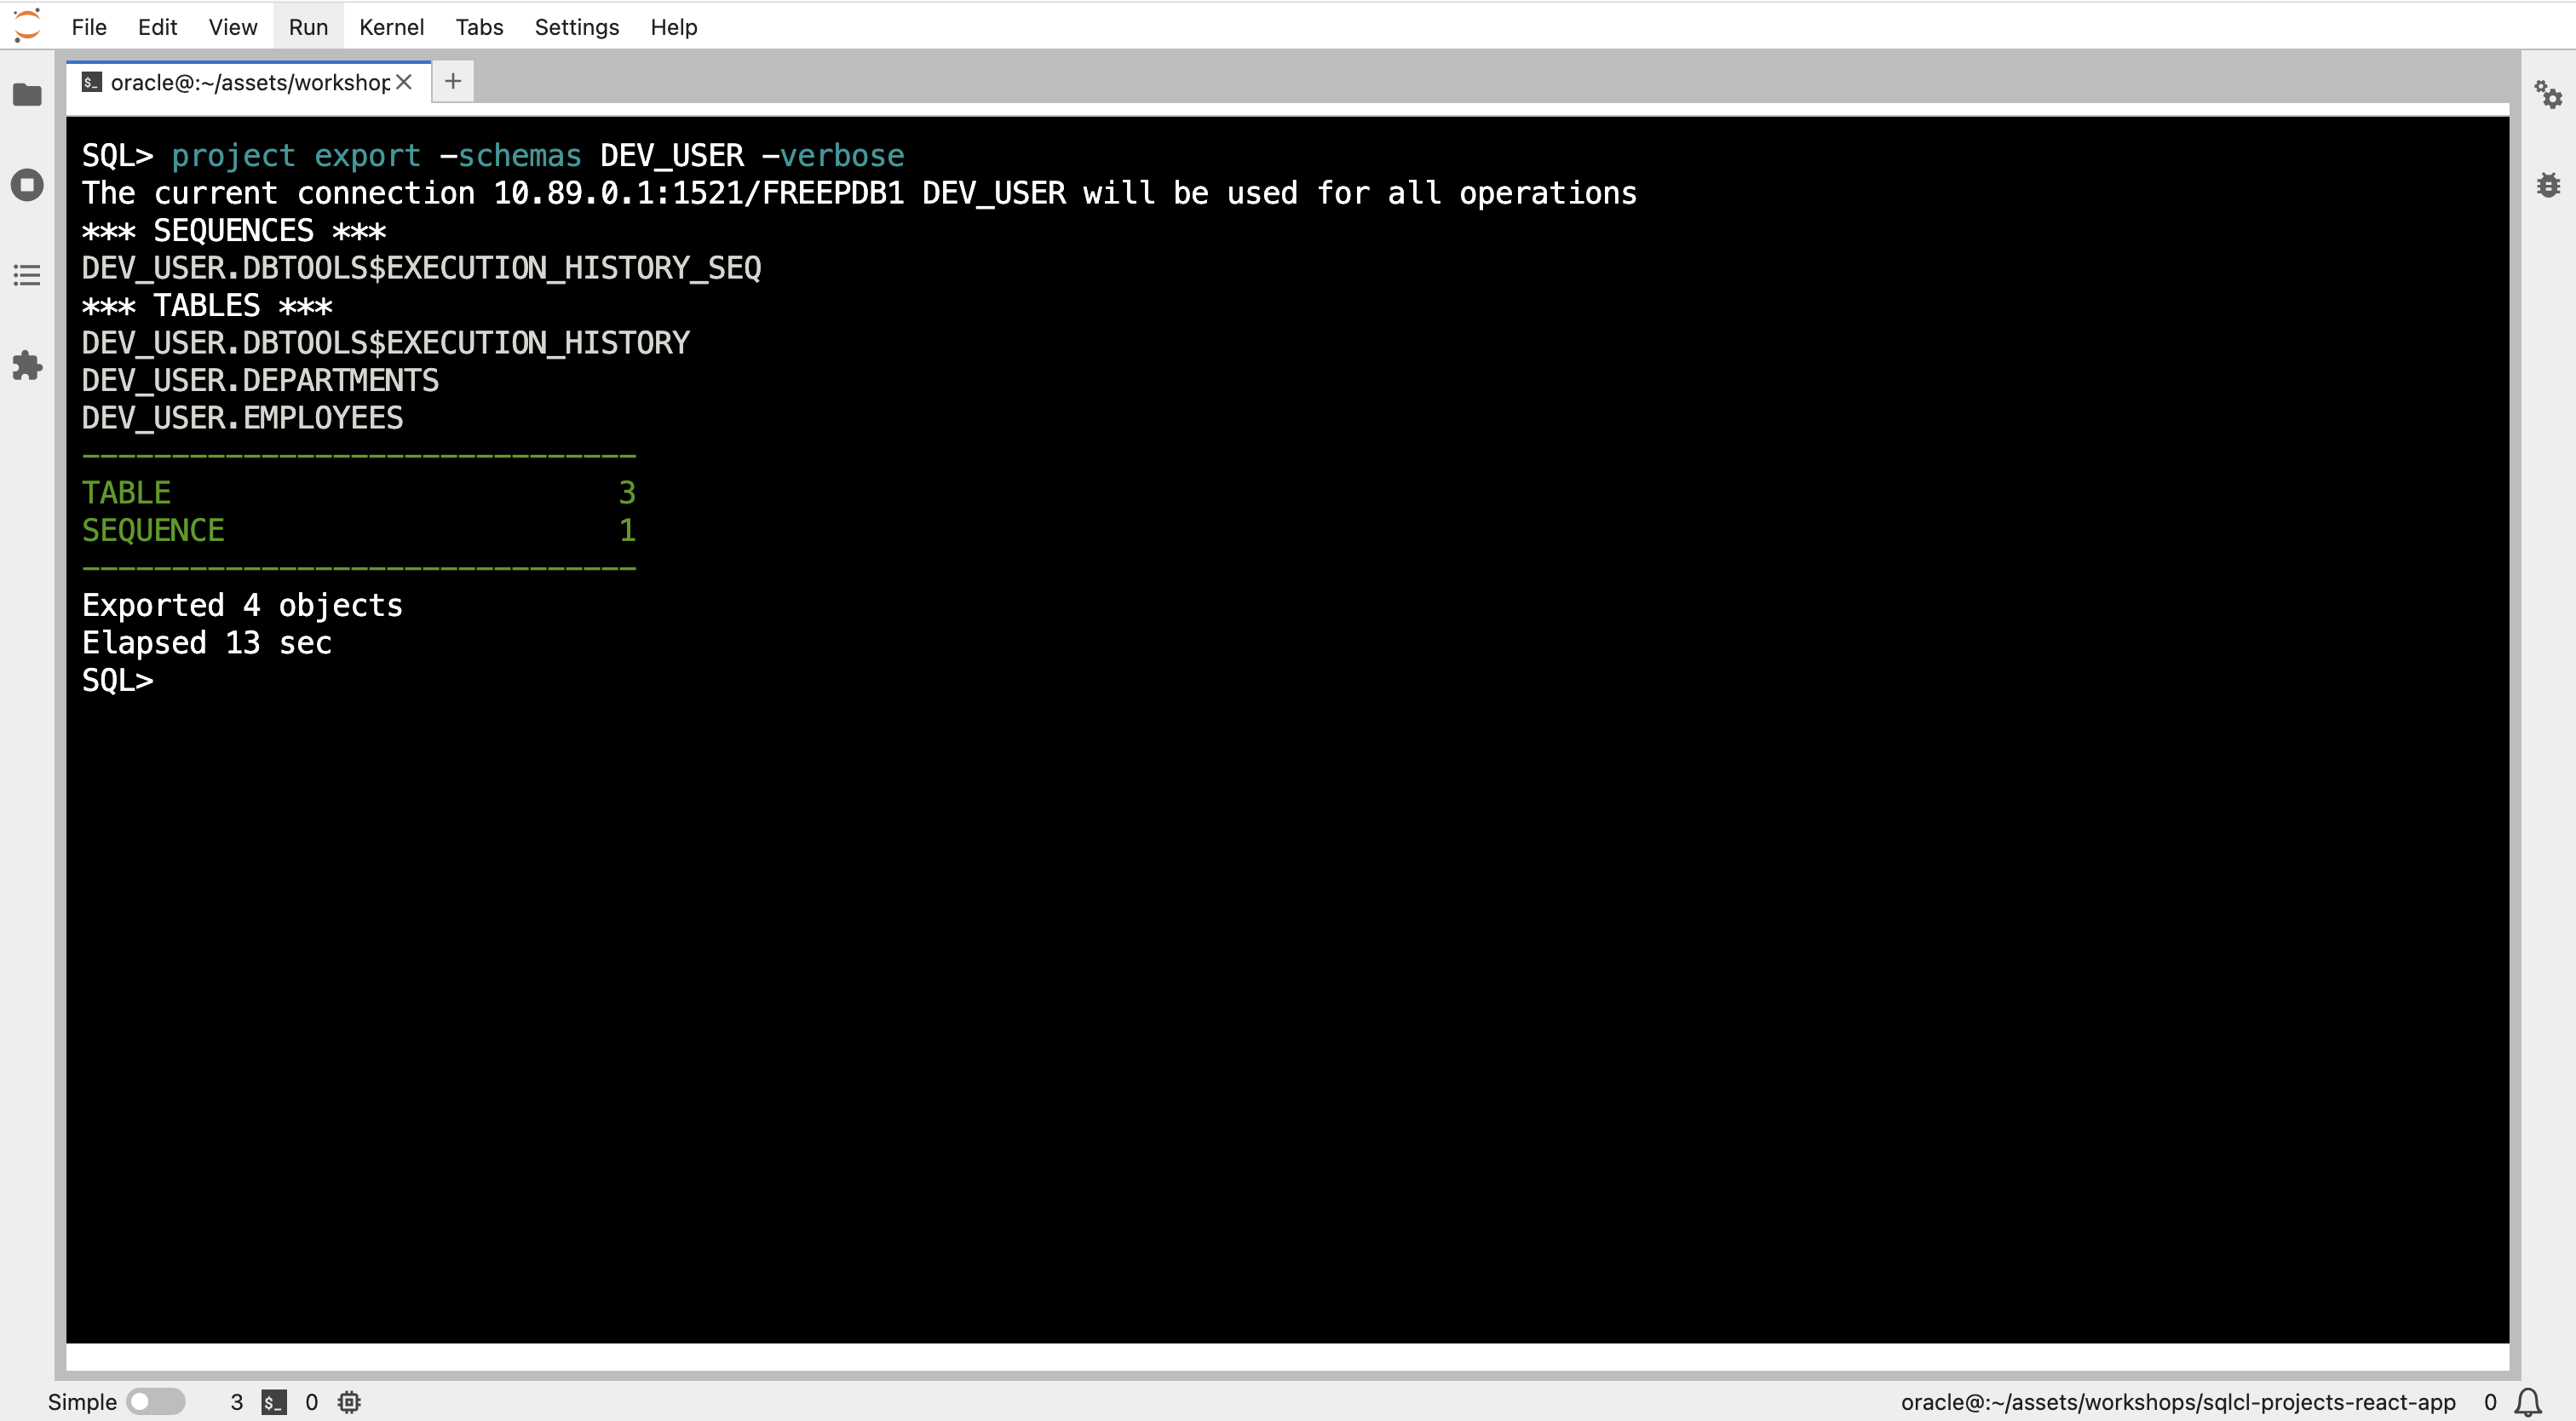 File Edit View Run Kernel Tabs Settings Help
oracle@:~/assets/workshop
SQL> project export -schemas DEV_USER -verbose
The current connection 10.89.0.1:1521/FREEPDB1 DEV_USER will be used for all operations
*** SEQUENCES ***
DEV_USER.DBTOOLS$EXECUTION_HISTORY_SEQ
*** TABLES ***
DEV_USER.DBTOOLS$EXECUTION_HISTORY
DEV_USER.DEPARTMENTS
DEV_USER.EMPLOYEES
-------------------------------
TABLE 3
SEQUENCE 1
-------------------------------
Exported 4 objects
Elapsed 13 sec
SQL>
Simple 3 $_ 0 oracle@:~/assets/workshops/sqlcl-projects-react-app 0